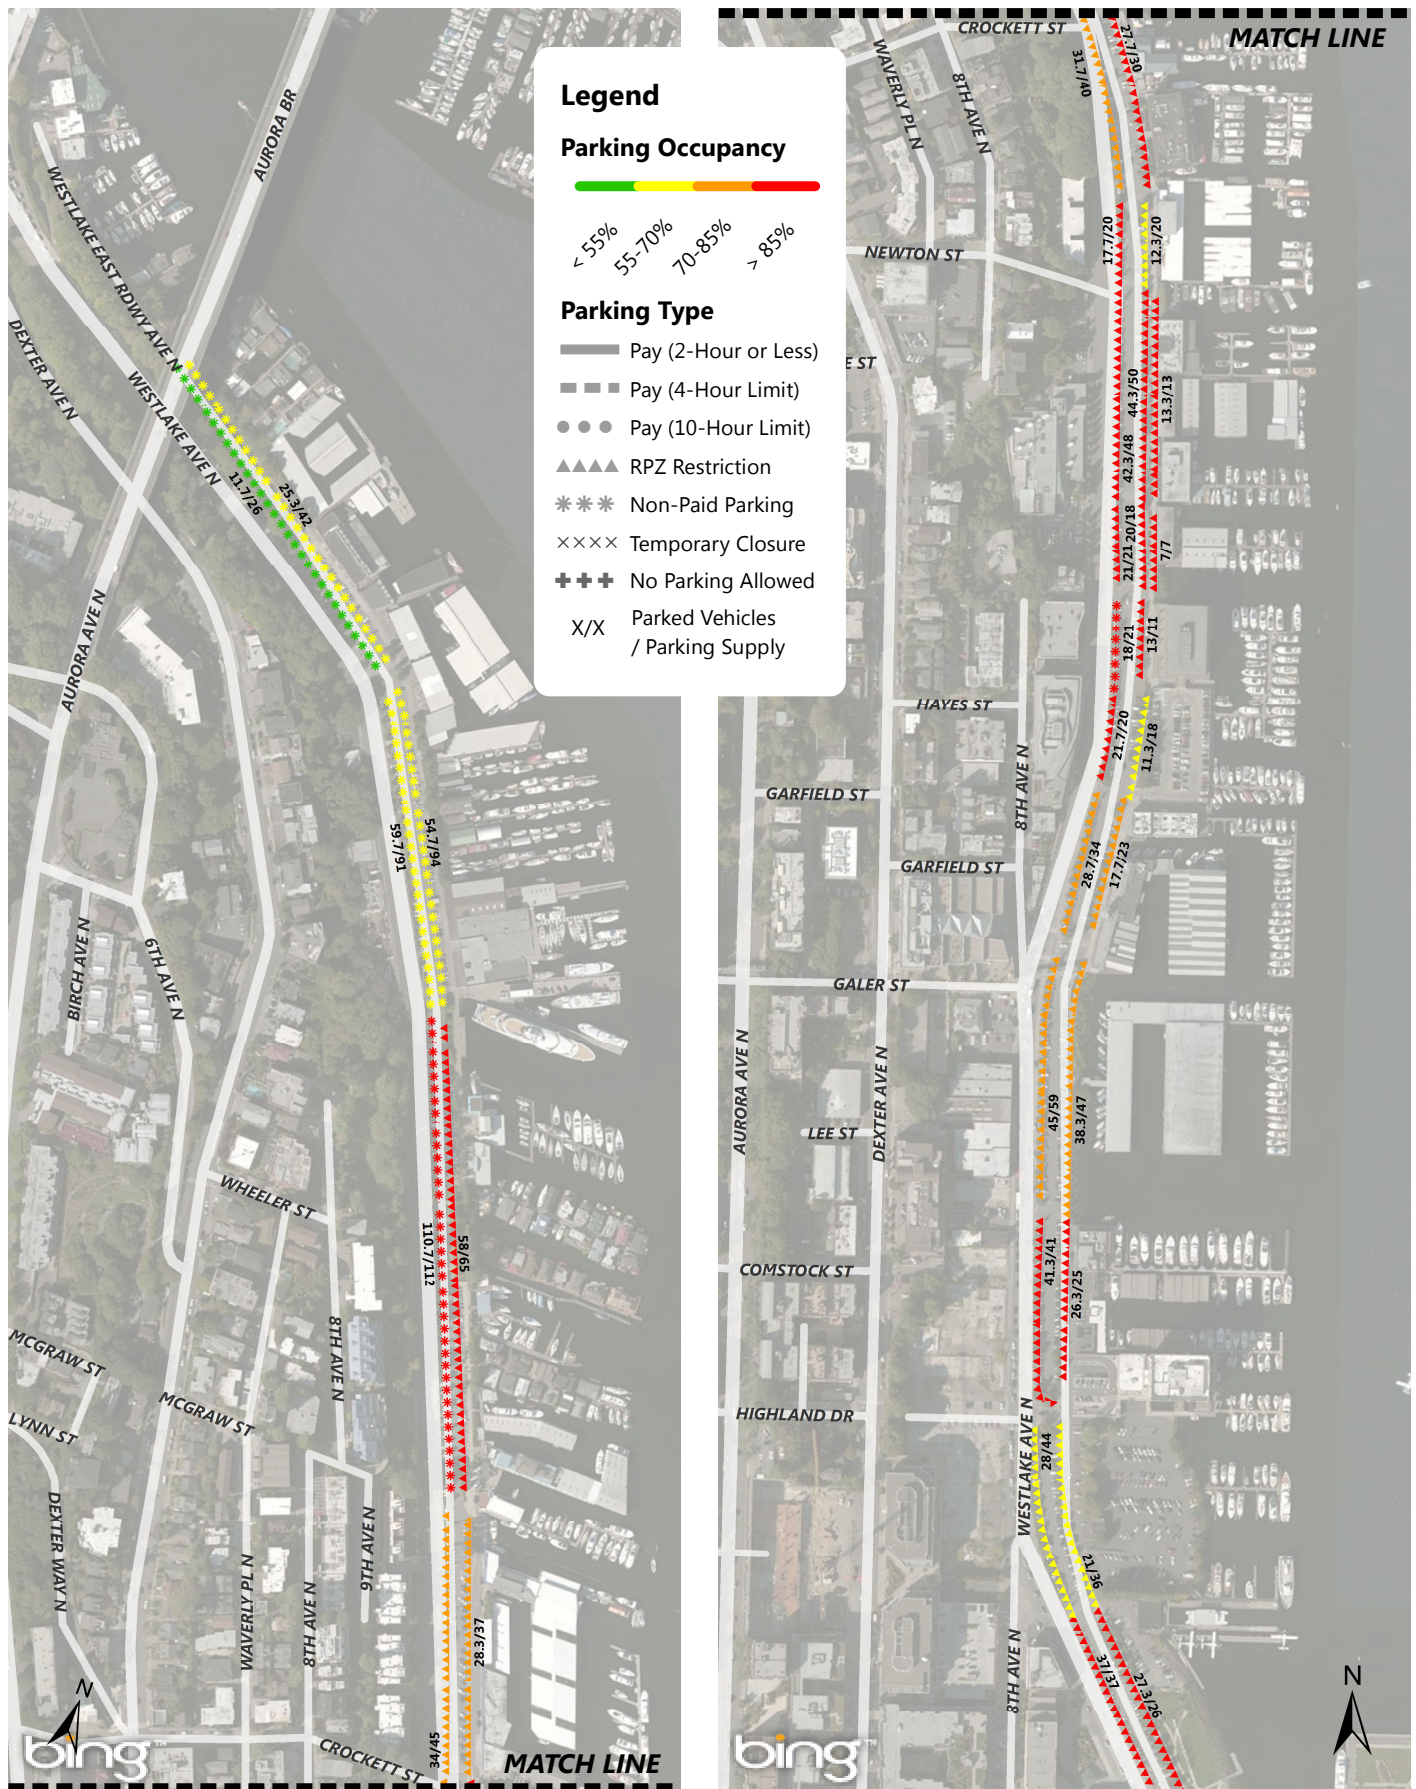 AURORA BR
WESTLAKE EAST RDWY AVE N
DEXTER AVE N
WESTLAKE AVE N
11.7/26
25.3/42
AURORA AVE N
59.7/91
54.7/94
BIRCH AVE N
6TH AVE N
WHEELER ST
110.7/112
58/65
8TH AVE N
MCGRAW ST
MCGRAW ST
LYNN ST
DEXTER WAY N
WAVERLY PL N
8TH AVE N
9TH AVE N
28.3/37
34/45
CROCKETT ST
N
bing™
MATCH LINE
Legend
Parking Occupancy
< 55%
55-70%
70-85%
> 85%
Parking Type
Pay (2-Hour or Less)
Pay (4-Hour Limit)
Pay (10-Hour Limit)
RPZ Restriction
Non-Paid Parking
Temporary Closure
No Parking Allowed
X/X
Parked Vehicles
/ Parking Supply
MATCH LINE
CROCKETT ST
WAVERLY PL N
8TH AVE N
31.7/40
27.7/30
NEWTON ST
17.7/20
12.3/20
E ST
44.3/50
13.3/13
42.3/48
20/18
21/21
7/7
18/21
13/11
HAYES ST
21.7/20
11.3/18
8TH AVE N
GARFIELD ST
GARFIELD ST
28.7/34
17.7/23
GALER ST
AURORA AVE N
DEXTER AVE N
LEE ST
45/59
38.3/47
COMSTOCK ST
41.3/41
26.3/25
HIGHLAND DR
WESTLAKE AVE N
28/44
21/36
8TH AVE N
37/37
27.3/26
N
bing™